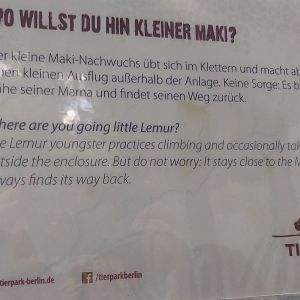 WO WILLST DU HIN KLEINER MAKI?
er kleine Maki-Nachwuchs übt sich im Klettern und macht ab
nen kleinen Ausflug außerhalb der Anlage. Keine Sorge: Es b
ähe seiner Mama und findet seinen Weg zurück.
here are you going little Lemur?
e Lemur youngster practices climbing and occasionally tak
tside the enclosure. But do not worry: It stays close to the M
ways finds its way back.
TI
tierpark-berlin.de
f /tierparkberlin